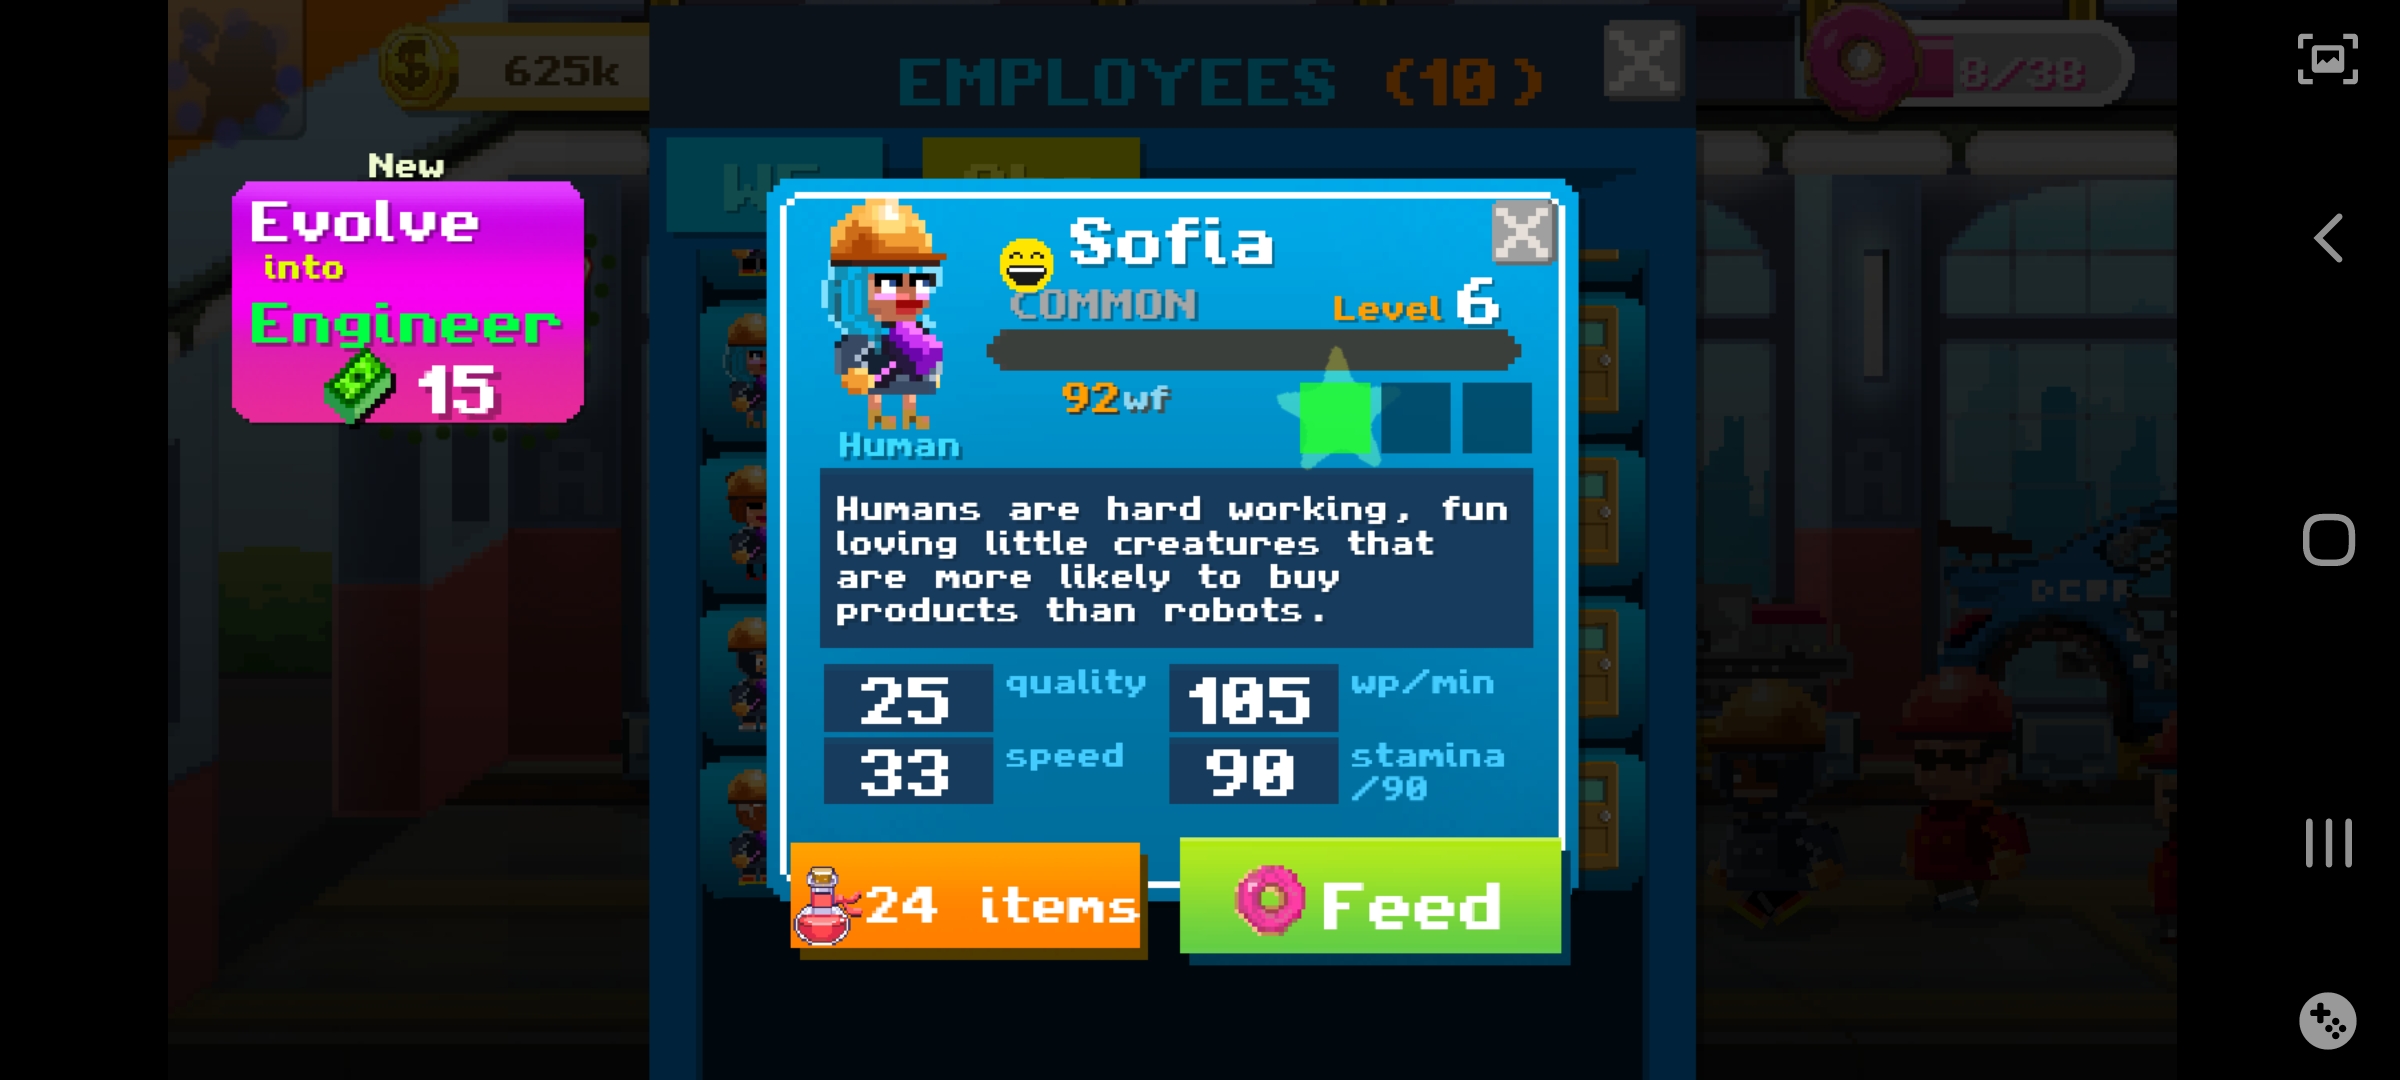 625k
EMPLOYEES (10)
8/38
New
Evolve
into
Engineer
15
Sofia
COMMON
Level 6
92wf
Human
Humans are hard working, fun
loving little creatures that
are more likely to buy
products than robots.
25 quality
105 wp/min
33 speed
90 stamina
/90
24 items
Feed